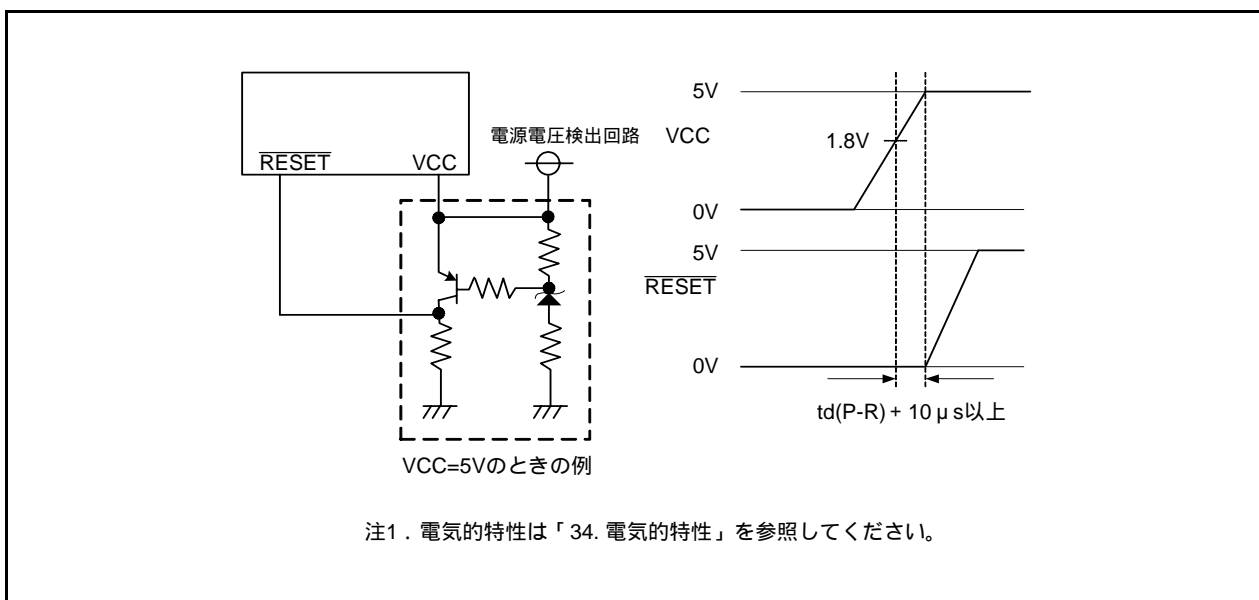 RESET VCC
電源電圧検出回路
VCC=5Vのときの例
5V
VCC
1.8V
0V
5V
RESET
0V
td(P-R) + 10 μ s以上
注1．電気的特性は「34. 電気的特性」を参照してください。